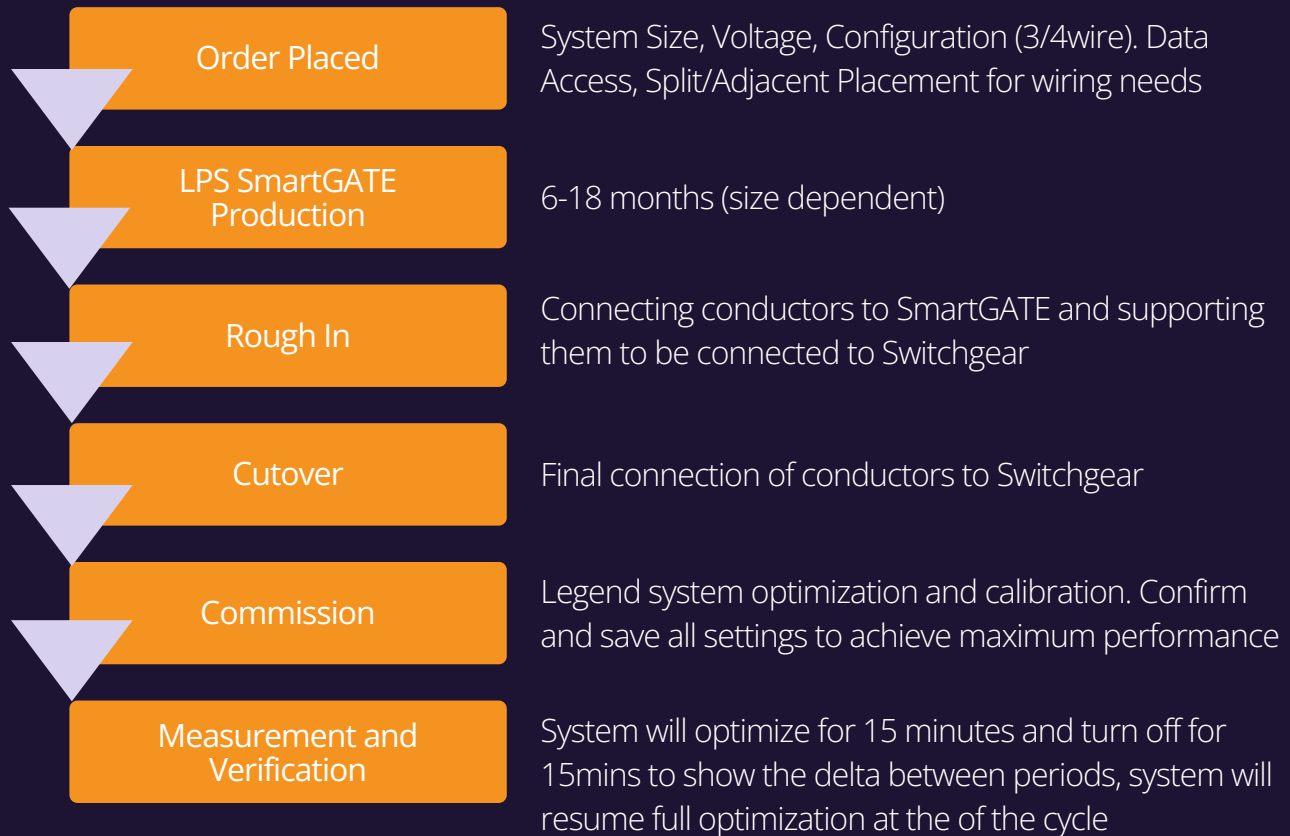 Order Placed
System Size, Voltage, Configuration (3/4wire). Data
Access, Split/Adjacent Placement for wiring needs
LPS SmartGATE
Production
6-18 months (size dependent)
Rough In
Connecting conductors to SmartGATE and supporting
them to be connected to Switchgear
Cutover
Final connection of conductors to Switchgear
Commission
Legend system optimization and calibration. Confirm
and save all settings to achieve maximum performance
Measurement and
Verification
System will optimize for 15 minutes and turn off for
15mins to show the delta between periods, system will
resume full optimization at the of the cycle